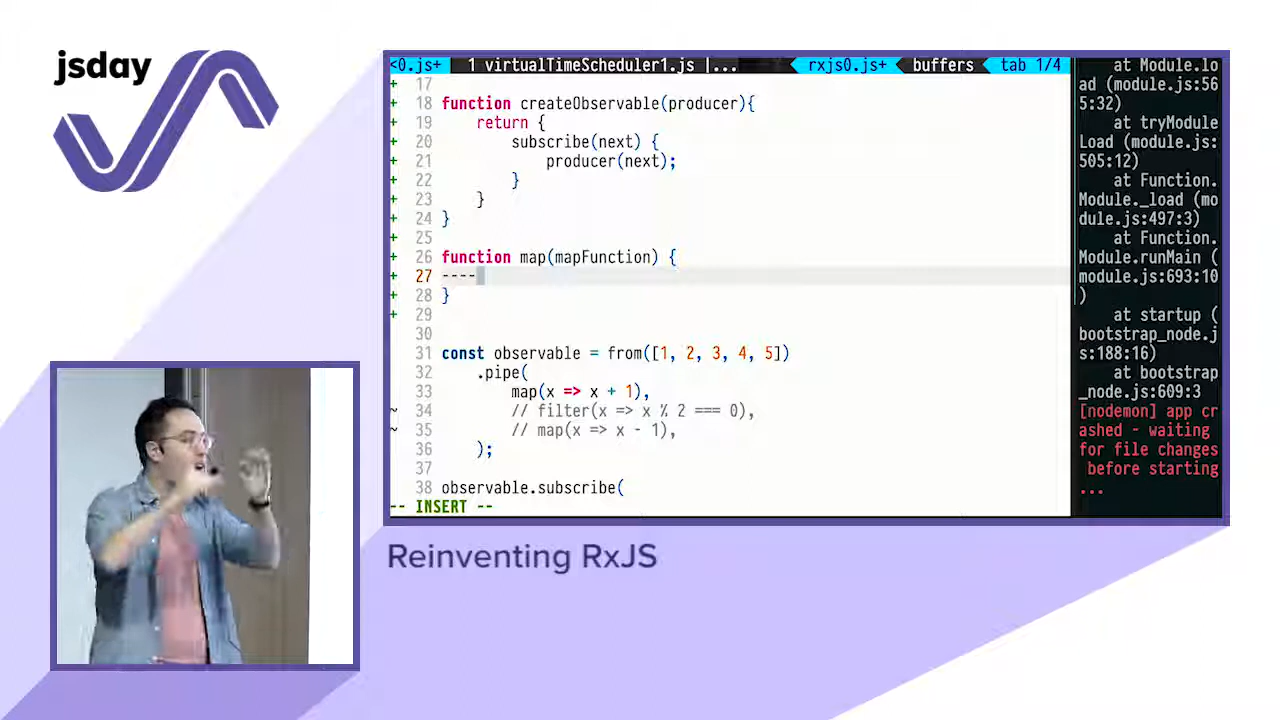 jsday
<0.js+ 1 virtualTimeScheduler1.js |... rxjs0.js+ buffers tab 1/4
+ 17
+ 18 function createObservable(producer){
+ 19     return {
+ 20         subscribe(next) {
+ 21             producer(next);
+ 22         }
+ 23     }
+ 24 }
+ 25
+ 26 function map(mapFunction) {
+ 27 ----
+ 28 }
+ 29
30
31 const observable = from([1, 2, 3, 4, 5])
32     .pipe(
33         map(x => x + 1),
~ 34         // filter(x => x % 2 === 0),
~ 35         // map(x => x - 1),
36     );
37
38 observable.subscribe(
-- INSERT --
at Module.lo
ad (module.js:56
5:32)
at tryModule
Load (module.js:
505:12)
at Function.
Module._load (mo
dule.js:497:3)
at Function.
Module.runMain (
module.js:693:10
)
at startup (
bootstrap_node.j
s:188:16)
at bootstrap
_node.js:609:3
[nodemon] app cr
ashed - waiting
for file changes
before starting
...
Reinventing RxJS